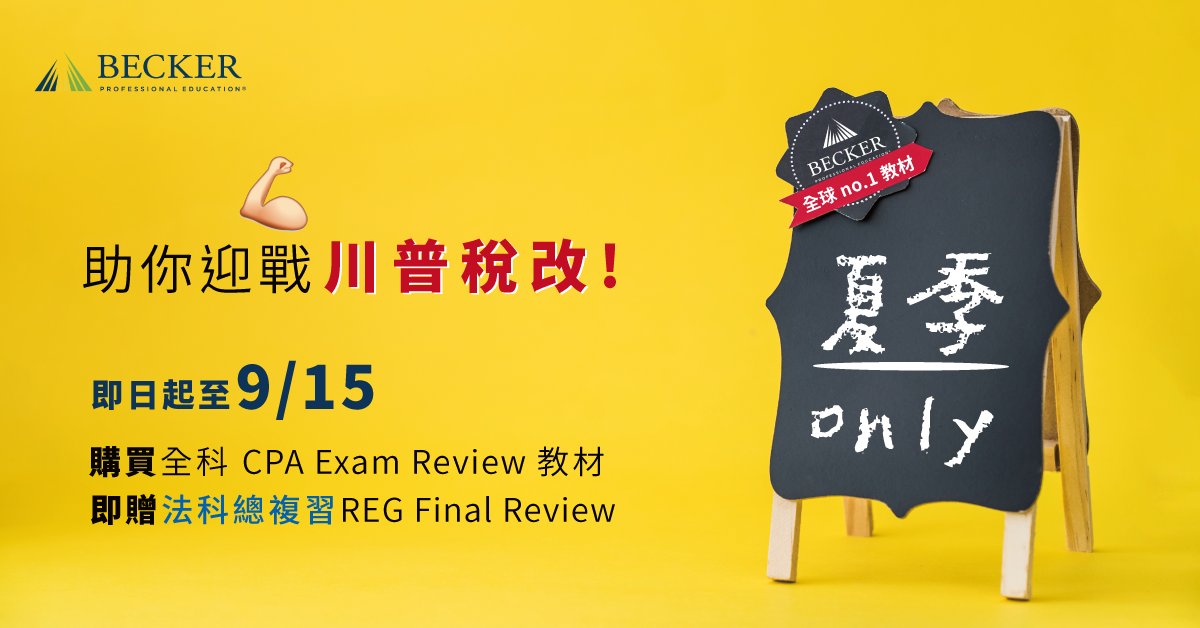 BECKER
PROFESSIONAL EDUCATION®
助你迎戰川普稅改!
即日起至9/15
購買全科 CPA Exam Review 教材
即贈法科總複習REG Final Review
BECKER
PROFESSIONAL EDUCATION®
全球 no.1 教材
夏季
only